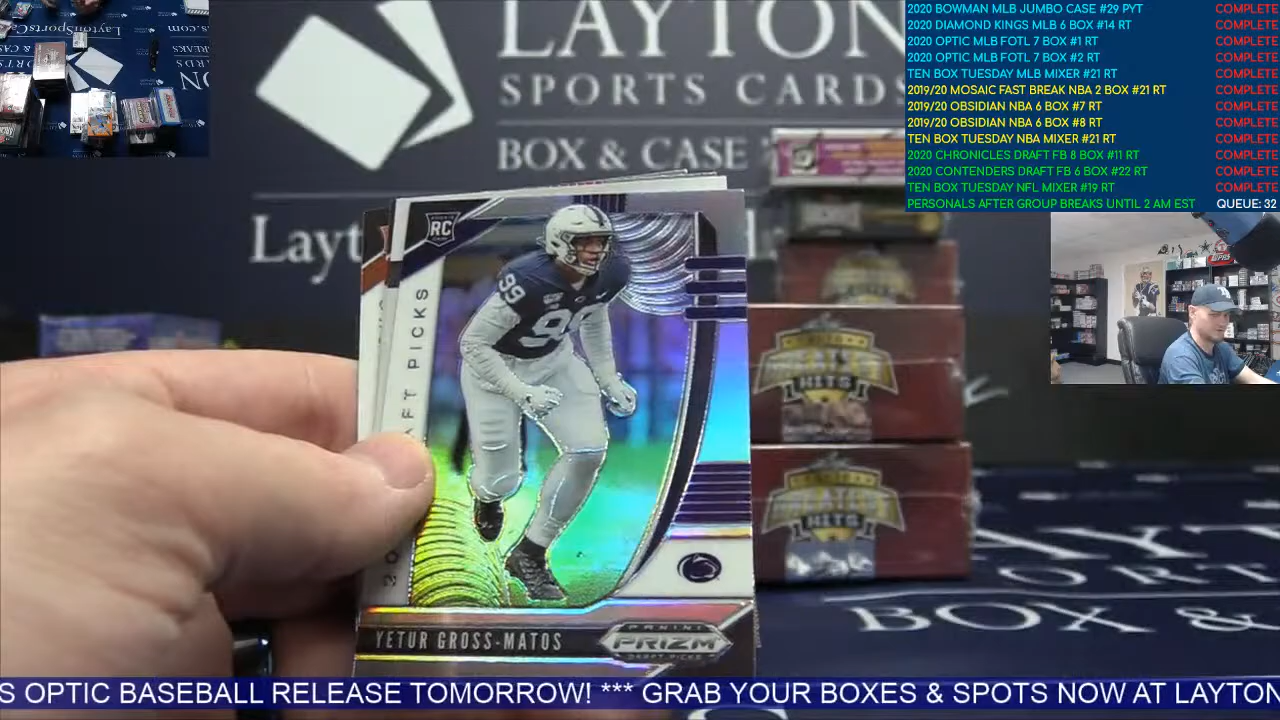 2020 BOWMAN MLB JUMBO CASE #29 PYT COMPLETE
2020 DIAMOND KINGS MLB 6 BOX #14 RT COMPLETE
2020 OPTIC MLB FOTL 7 BOX #1 RT COMPLETE
2020 OPTIC MLB FOTL 7 BOX #2 RT COMPLETE
TEN BOX TUESDAY MLB MIXER #21 RT COMPLETE
2019/20 MOSAIC FAST BREAK NBA 2 BOX #21 RT COMPLETE
2019/20 OBSIDIAN NBA 6 BOX #7 RT COMPLETE
2019/20 OBSIDIAN NBA 6 BOX #8 RT COMPLETE
TEN BOX TUESDAY NBA MIXER #21 RT COMPLETE
2020 CHRONICLES DRAFT FB 8 BOX #11 RT COMPLETE
2020 CONTENDERS DRAFT FB 6 BOX #22 RT COMPLETE
TEN BOX TUESDAY NFL MIXER #19 RT COMPLETE
PERSONALS AFTER GROUP BREAKS UNTIL 2 AM EST QUEUE: 32
LAYTON
SPORTS CARDS
BOX & CASE
Layt
RC
99
99
AFT PICKS
YETUR GROSS-MATOS
PANINI
PRIZM
DRAFT PICKS
GREATEST
HITS
GREATEST
HITS
BOX &
S OPTIC BASEBALL RELEASE TOMORROW! *** GRAB YOUR BOXES & SPOTS NOW AT LAYTON